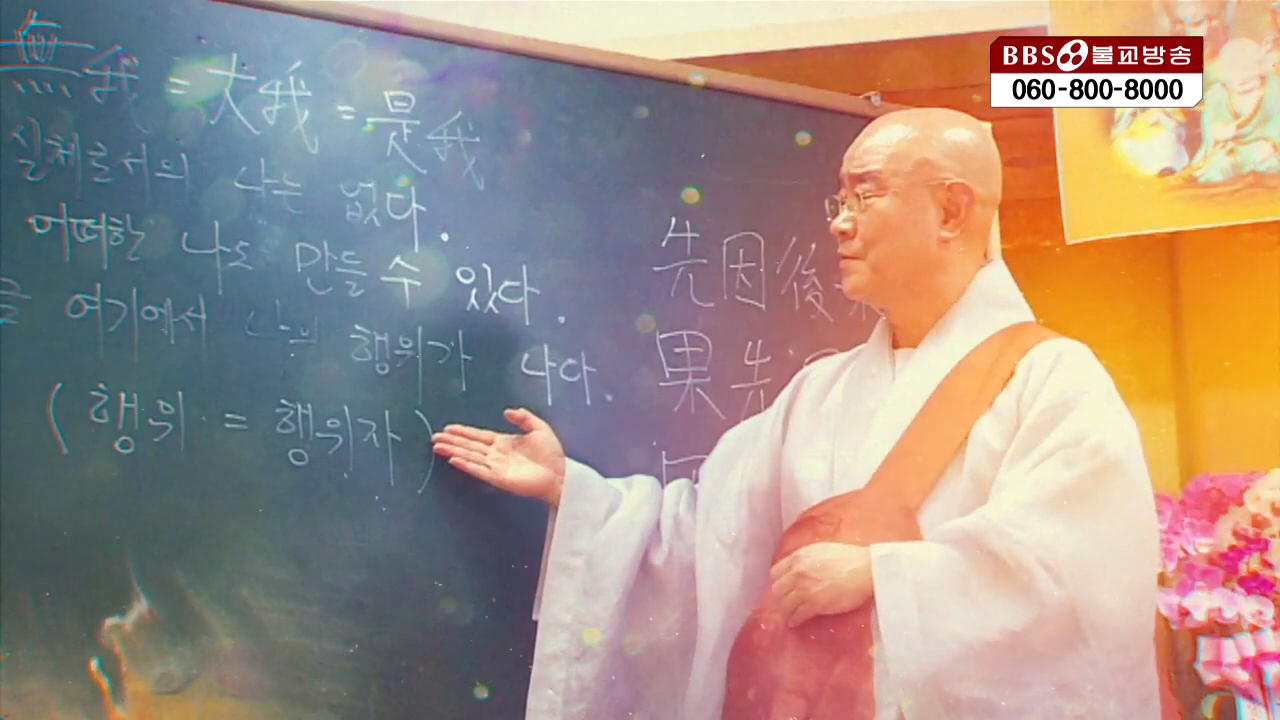 BBS 불교방송
060-800-8000
無我 = 大我 = 是我
실체로서의 나는 없다.
어떠한 나도 만들 수 있다.
여기에서 나의 행위가 나다.
(행위 = 행위자)
先因後
果先